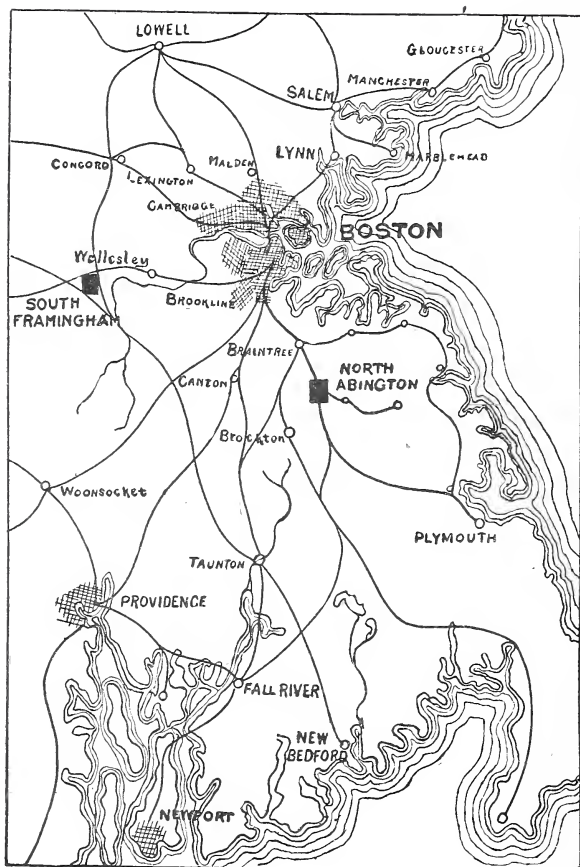 LOWELL
GLOUCESTER
MANCHESTER
SALEM
LYNN
MARBLEHEAD
MALDEN
CONCORD
LEXINGTON
CAMBRIDGE
BOSTON
Wellesley
BROOKLINE
SOUTH
FRAMINGHAM
BRAINTREE
NORTH
ABINGTON
CANTON
BROCKTON
WOONSOCKET
PLYMOUTH
TAUNTON
PROVIDENCE
FALL RIVER
NEW
BEDFORD
NEWPORT